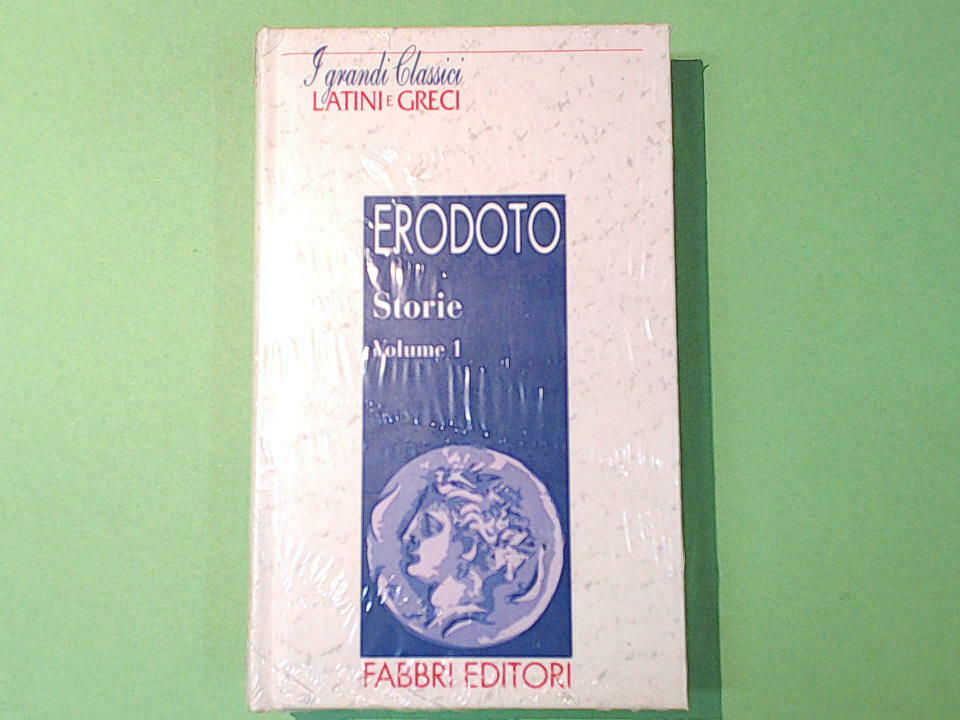 I grandi Classici
LATINI E GRECI
ERODOTO
Storie
Volume 1
FABBRI EDITORI